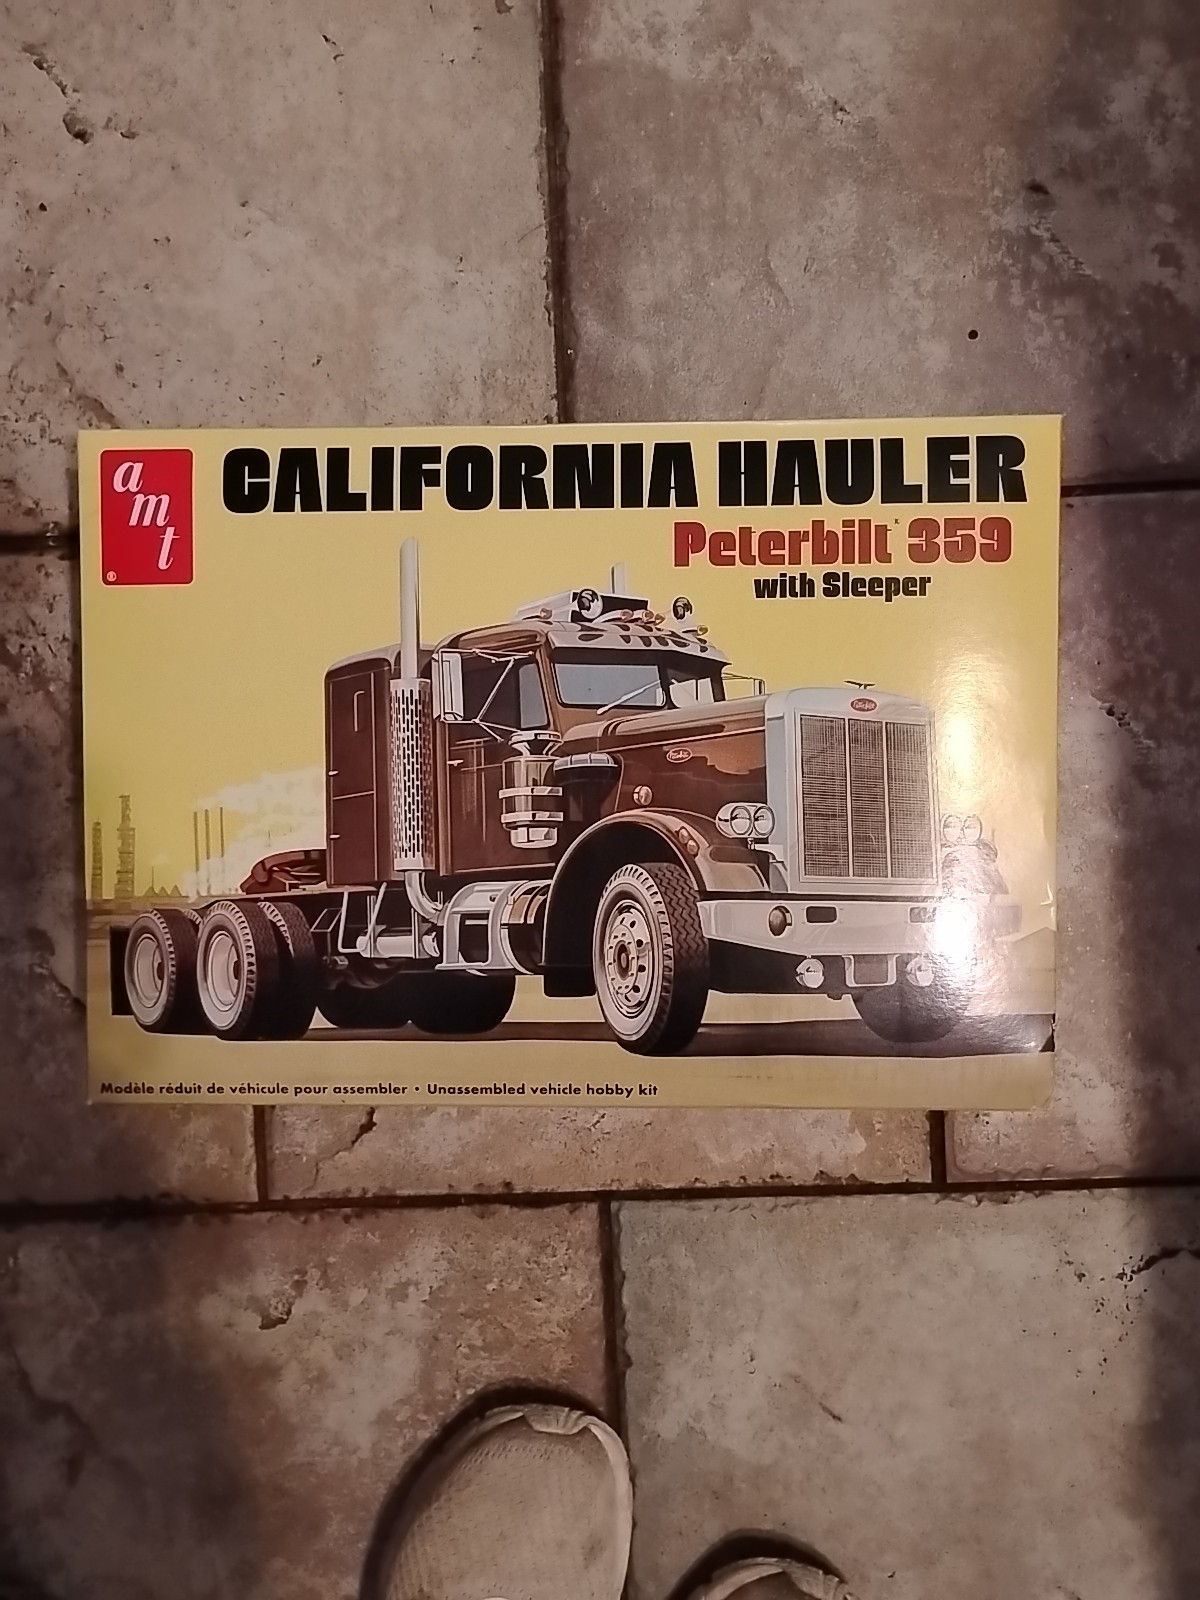 amt
CALIFORNIA HAULER
Peterbilt 359
with Sleeper
Modèle réduit de véhicule pour assembler • Unassembled vehicle hobby kit